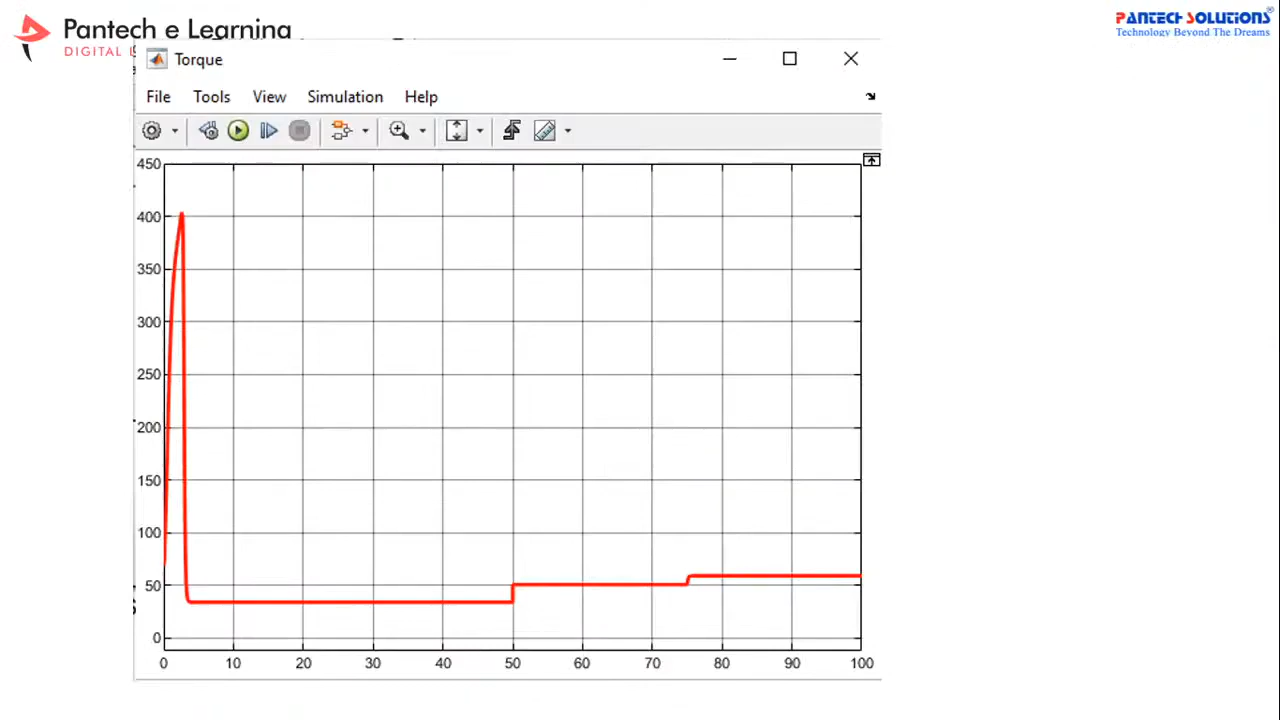 Pantech e Learning
DIGITAL L
PANTECH SOLUTIONS®
Technology Beyond The Dreams
Torque
File Tools View Simulation Help
450
400
350
300
250
200
150
100
50
0
0 10 20 30 40 50 60 70 80 90 100